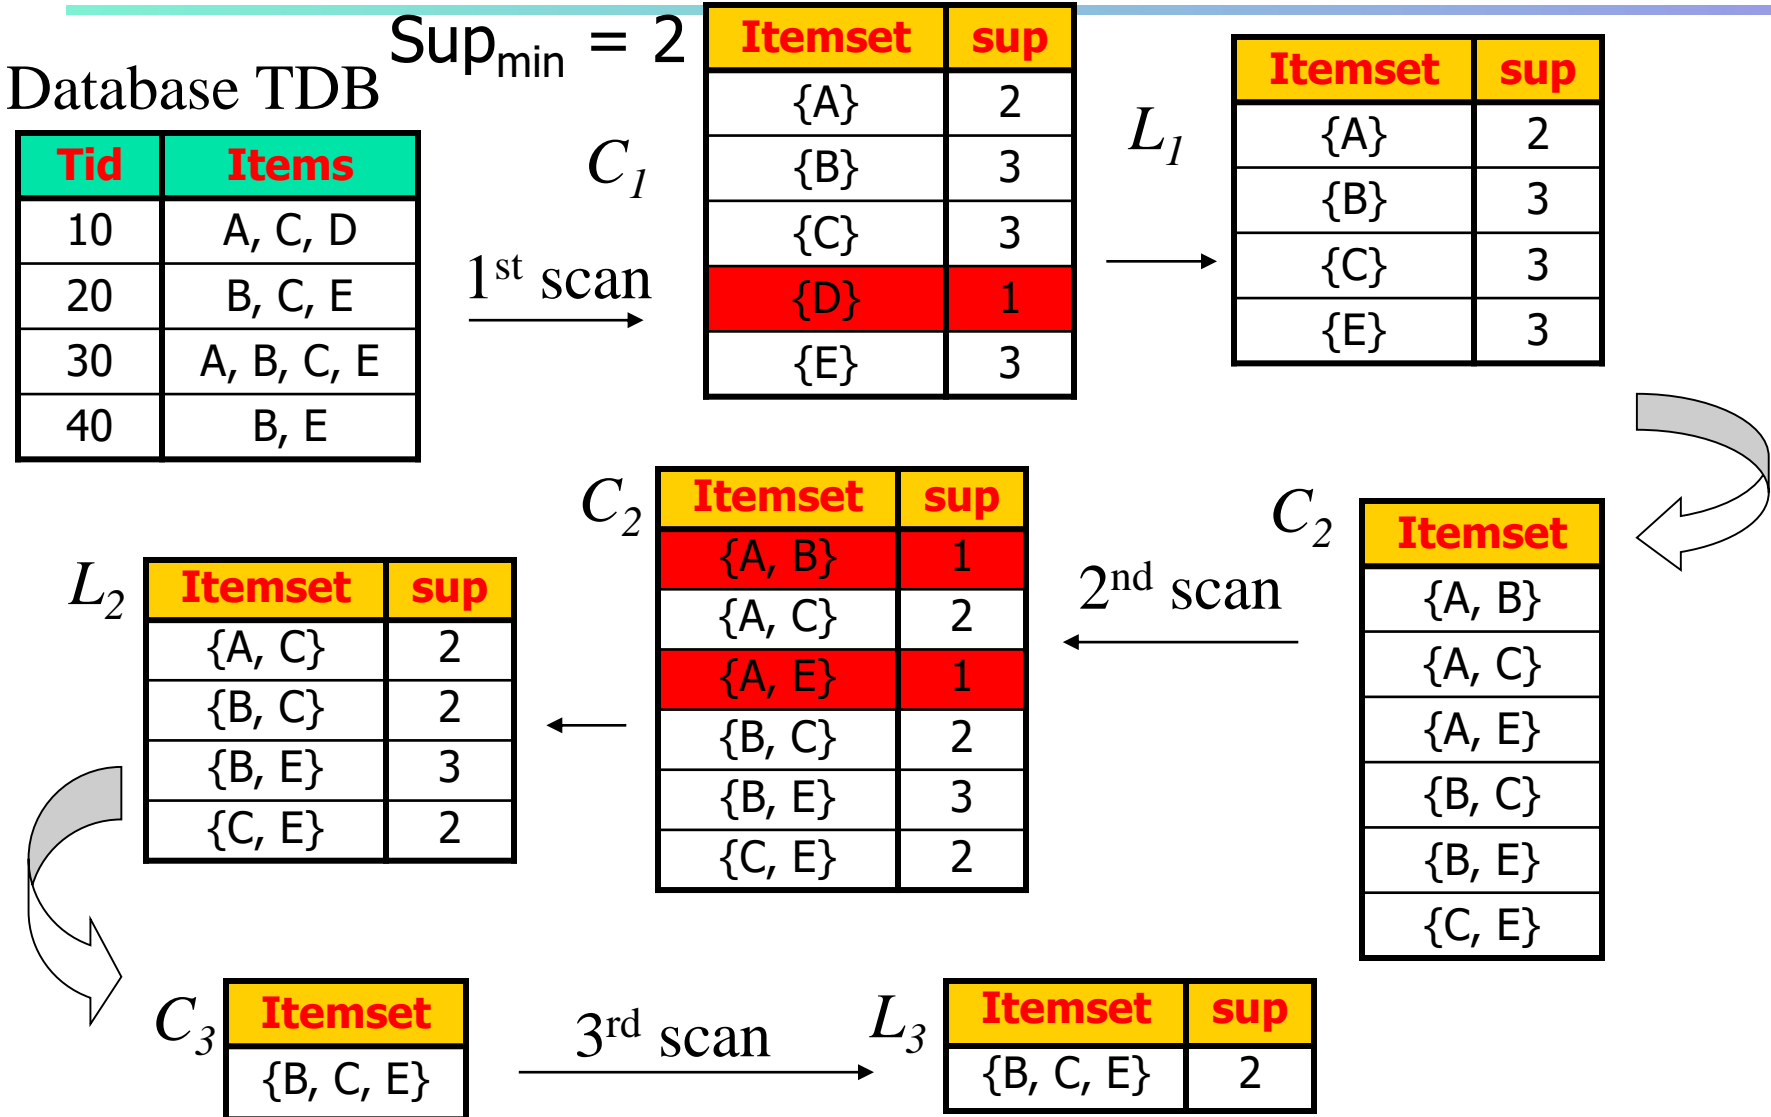 Sup_min = 2
Database TDB
Tid Items
10 A, C, D
20 B, C, E
30 A, B, C, E
40 B, E
1st scan
C1
Itemset sup
{A} 2
{B} 3
{C} 3
{D} 1
{E} 3
L1
Itemset sup
{A} 2
{B} 3
{C} 3
{E} 3
C2
Itemset
{A, B}
{A, C}
{A, E}
{B, C}
{B, E}
{C, E}
2nd scan
C2
Itemset sup
{A, B} 1
{A, C} 2
{A, E} 1
{B, C} 2
{B, E} 3
{C, E} 2
L2
Itemset sup
{A, C} 2
{B, C} 2
{B, E} 3
{C, E} 2
C3
Itemset
{B, C, E}
3rd scan
L3
Itemset sup
{B, C, E} 2